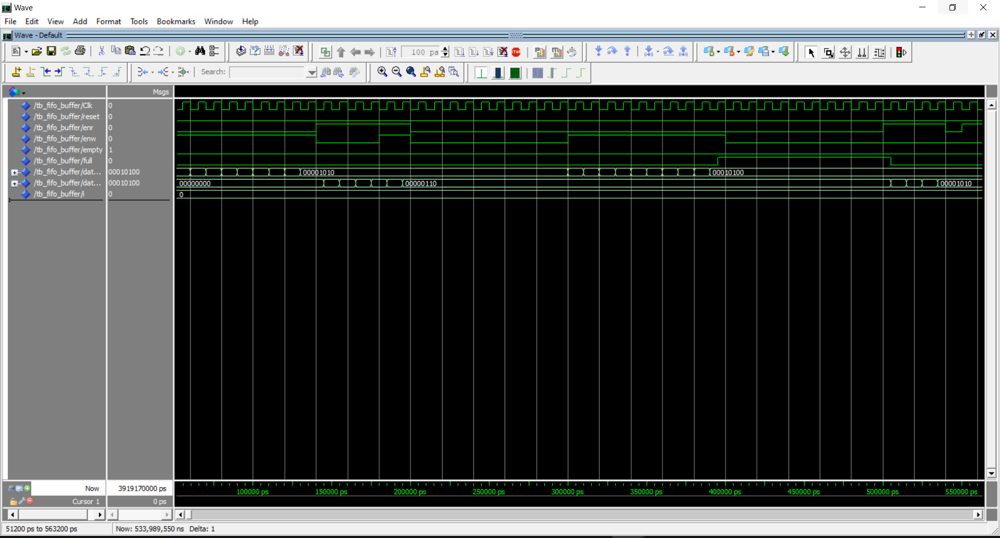 Wave
File Edit View Add Format Tools Bookmarks Window Help
Wave - Default
100 ps
STOP
Search:
Msgs
/tb_fifo_buffer/Clk 0
/tb_fifo_buffer/reset 0
/tb_fifo_buffer/enr 0
/tb_fifo_buffer/enw 0
/tb_fifo_buffer/empty 1
/tb_fifo_buffer/full 0
/tb_fifo_buffer/dat... 00010100 00001010 00010100
/tb_fifo_buffer/dat... 00010100 00000000 00000110 00001010
/tb_fifo_buffer/i 0 0
Now 3919170000 ps
100000 ps 150000 ps 200000 ps 250000 ps 300000 ps 350000 ps 400000 ps 450000 ps 500000 ps 550000 ps
Cursor 1 0 ps
51200 ps to 563200 ps Now: 533,989,550 ns Delta: 1